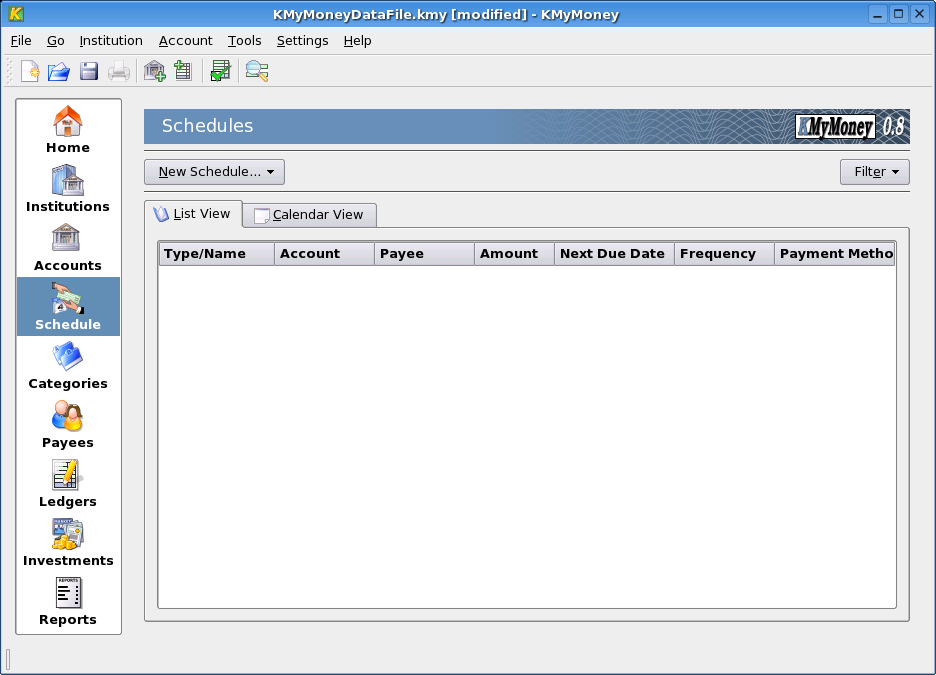 KMyMoneyDataFile.kmy [modified] - KMyMoney
File Go Institution Account Tools Settings Help
Home
Institutions
Accounts
Schedule
Categories
Payees
Ledgers
Investments
REPORTS
Reports
Schedules
KMyMoney 0.8
New Schedule... Filter
List View Calendar View
Type/Name Account Payee Amount Next Due Date Frequency Payment Metho